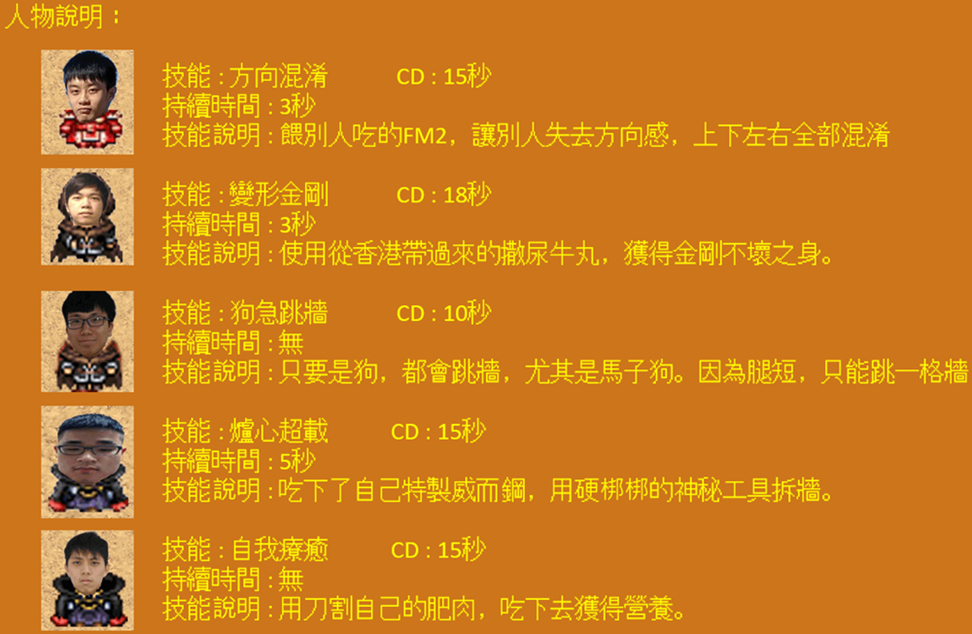 人物說明：
技能：方向混淆 CD：15秒
持續時間：3秒
技能說明：餵別人吃的FM2，讓別人失去方向感，上下左右全部混淆
技能：變形金剛 CD：18秒
持續時間：3秒
技能說明：使用從香港帶過來的撒尿牛丸，獲得金剛不壞之身。
技能：狗急跳牆 CD：10秒
持續時間：無
技能說明：只要是狗，都會跳牆，尤其是馬子狗。因為腿短，只能跳一格牆
技能：爐心超載 CD：15秒
持續時間：5秒
技能說明：吃下了自己特製威而鋼，用硬梆梆的神秘工具拆牆。
技能：自我療癒 CD：15秒
持續時間：無
技能說明：用刀割自己的肥肉，吃下去獲得營養。